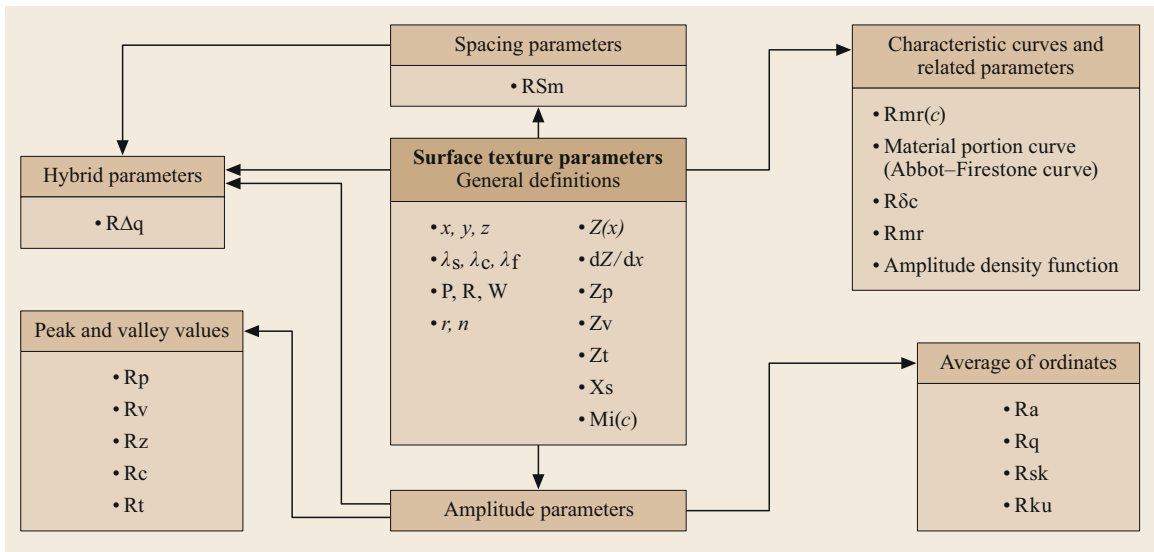 Spacing parameters
• RSm
Characteristic curves and
related parameters
• Rmr(c)
• Material portion curve
(Abbot–Firestone curve)
• Rδc
• Rmr
• Amplitude density function
Hybrid parameters
• RΔq
Surface texture parameters
General definitions
• x, y, z
• λs, λc, λf
• P, R, W
• r, n
• Z(x)
• dZ/dx
• Zp
• Zv
• Zt
• Xs
• Mi(c)
Peak and valley values
• Rp
• Rv
• Rz
• Rc
• Rt
Average of ordinates
• Ra
• Rq
• Rsk
• Rku
Amplitude parameters